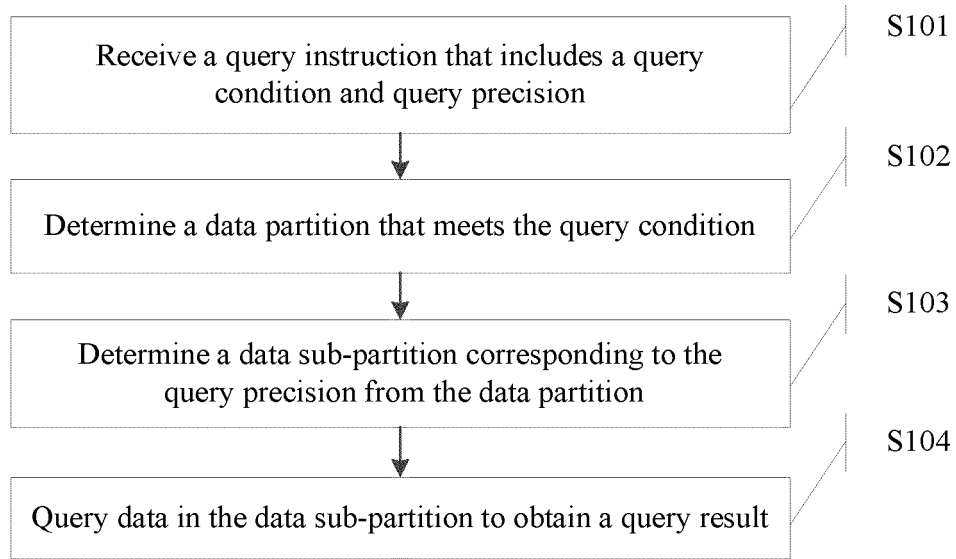 S101
Receive a query instruction that includes a query
condition and query precision
S102
Determine a data partition that meets the query condition
S103
Determine a data sub-partition corresponding to the
query precision from the data partition
S104
Query data in the data sub-partition to obtain a query result